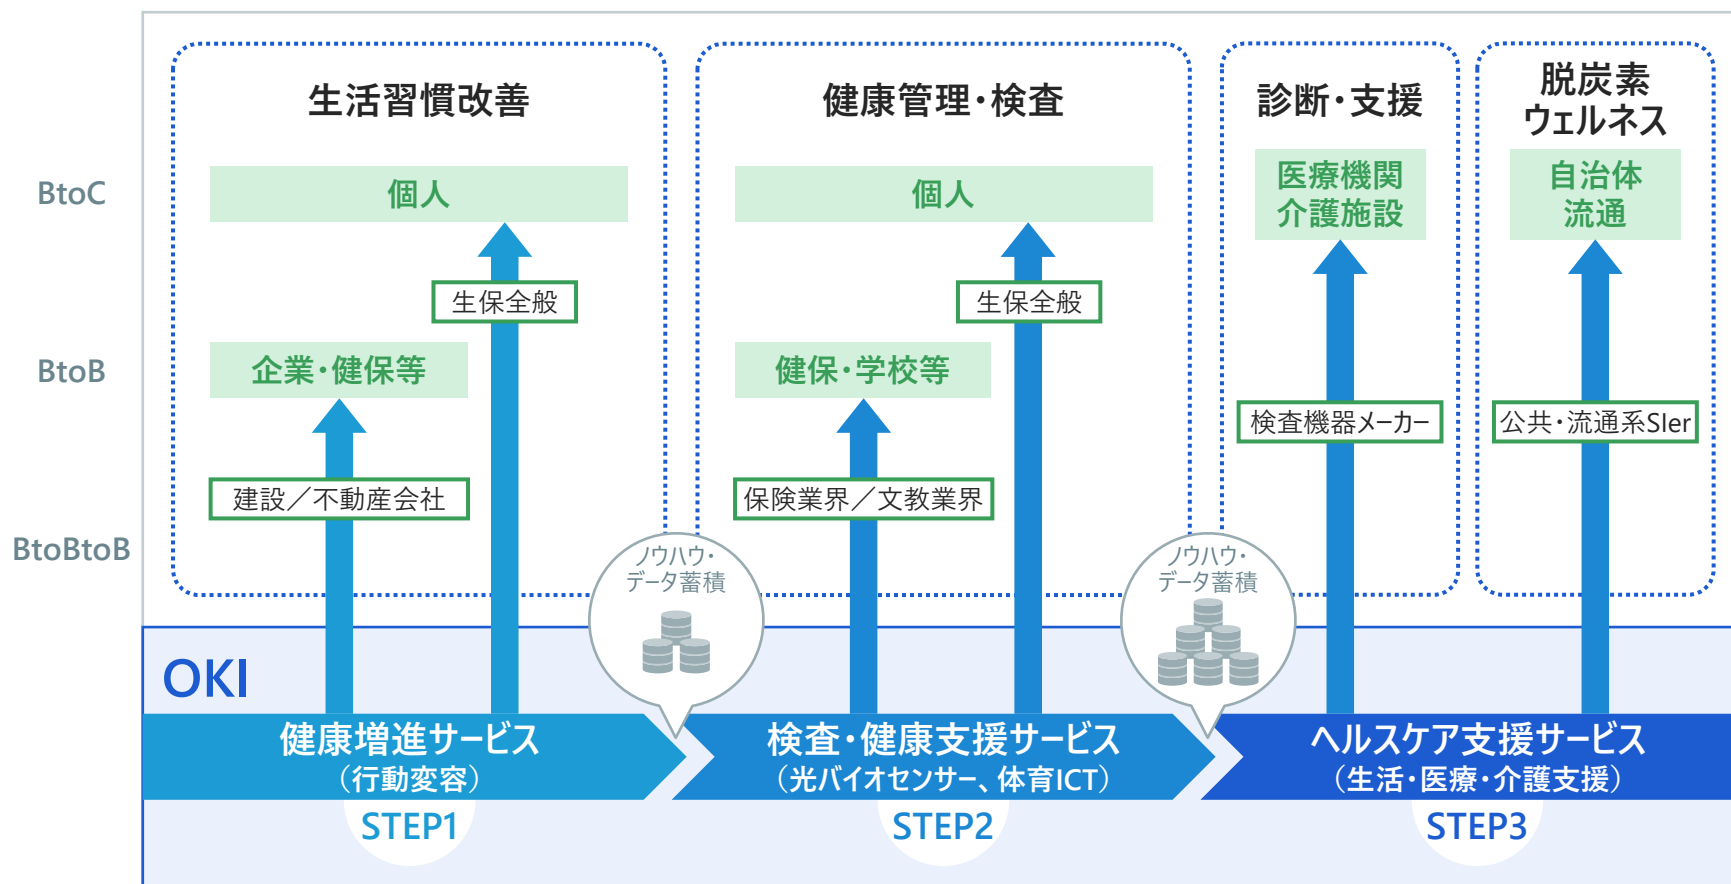 生活習慣改善
健康管理・検査
診断・支援
脱炭素
ウェルネス
BtoC
個人
個人
医療機関
介護施設
自治体
流通
生保全般
生保全般
BtoB
企業・健保等
健保・学校等
検査機器メーカー
公共・流通系SIer
建設／不動産会社
保険業界／文教業界
BtoBtoB
ノウハウ・
データ蓄積
ノウハウ・
データ蓄積
OKI
健康増進サービス
（行動変容）
検査・健康支援サービス
（光バイオセンサー、体育ICT）
ヘルスケア支援サービス
（生活・医療・介護支援）
STEP1
STEP2
STEP3